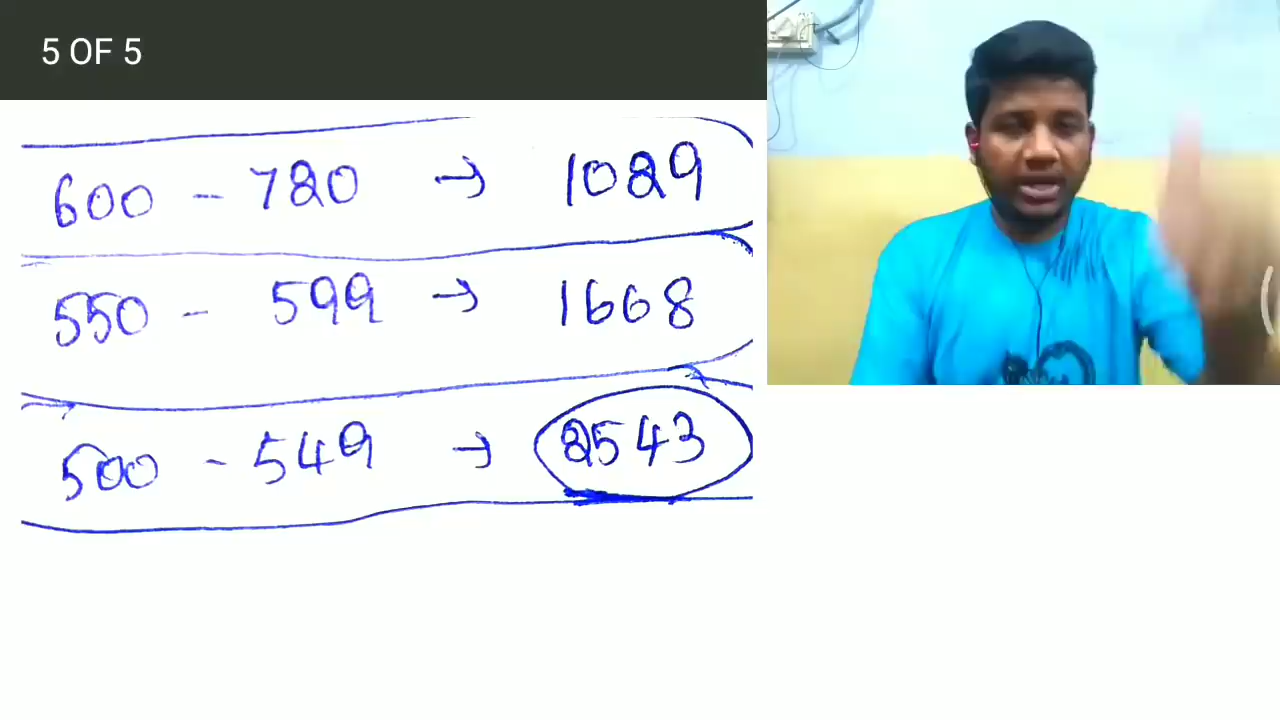 5 OF 5
600 - 720 → 1029
550 - 599 → 1668
500 - 549 → 2543